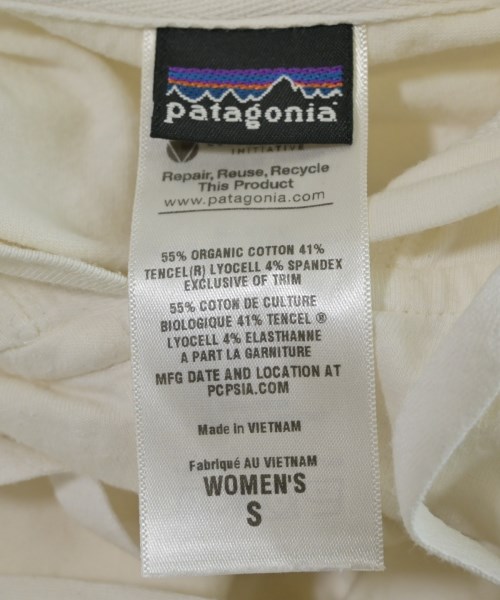 patagonia
INITIATIVE
Repair, Reuse, Recycle
This Product
www.patagonia.com
55% ORGANIC COTTON 41%
TENCEL(R) LYOCELL 4% SPANDEX
EXCLUSIVE OF TRIM
55% COTON DE CULTURE
BIOLOGIQUE 41% TENCEL ®
LYOCELL 4% ELASTHANNE
A PART LA GARNITURE
MFG DATE AND LOCATION AT
PCPSIA.COM
Made in VIETNAM
Fabriqué AU VIETNAM
WOMEN'S
S